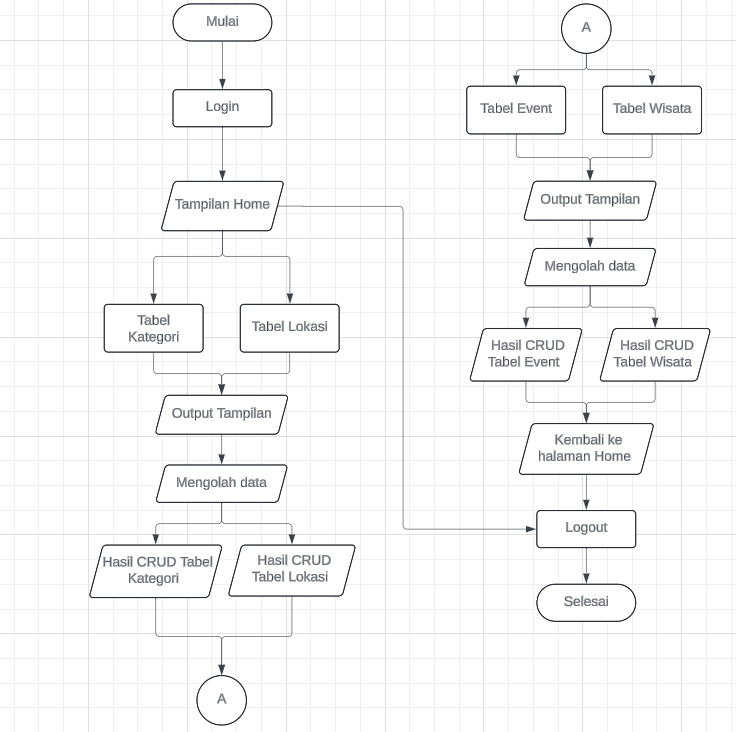 Mulai
Login
Tampilan Home
Tabel
Kategori
Tabel Lokasi
Output Tampilan
Mengolah data
Hasil CRUD Tabel
Kategori
Hasil CRUD
Tabel Lokasi
A
A
Tabel Event
Tabel Wisata
Output Tampilan
Mengolah data
Hasil CRUD
Tabel Event
Hasil CRUD
Tabel Wisata
Kembali ke
halaman Home
Logout
Selesai